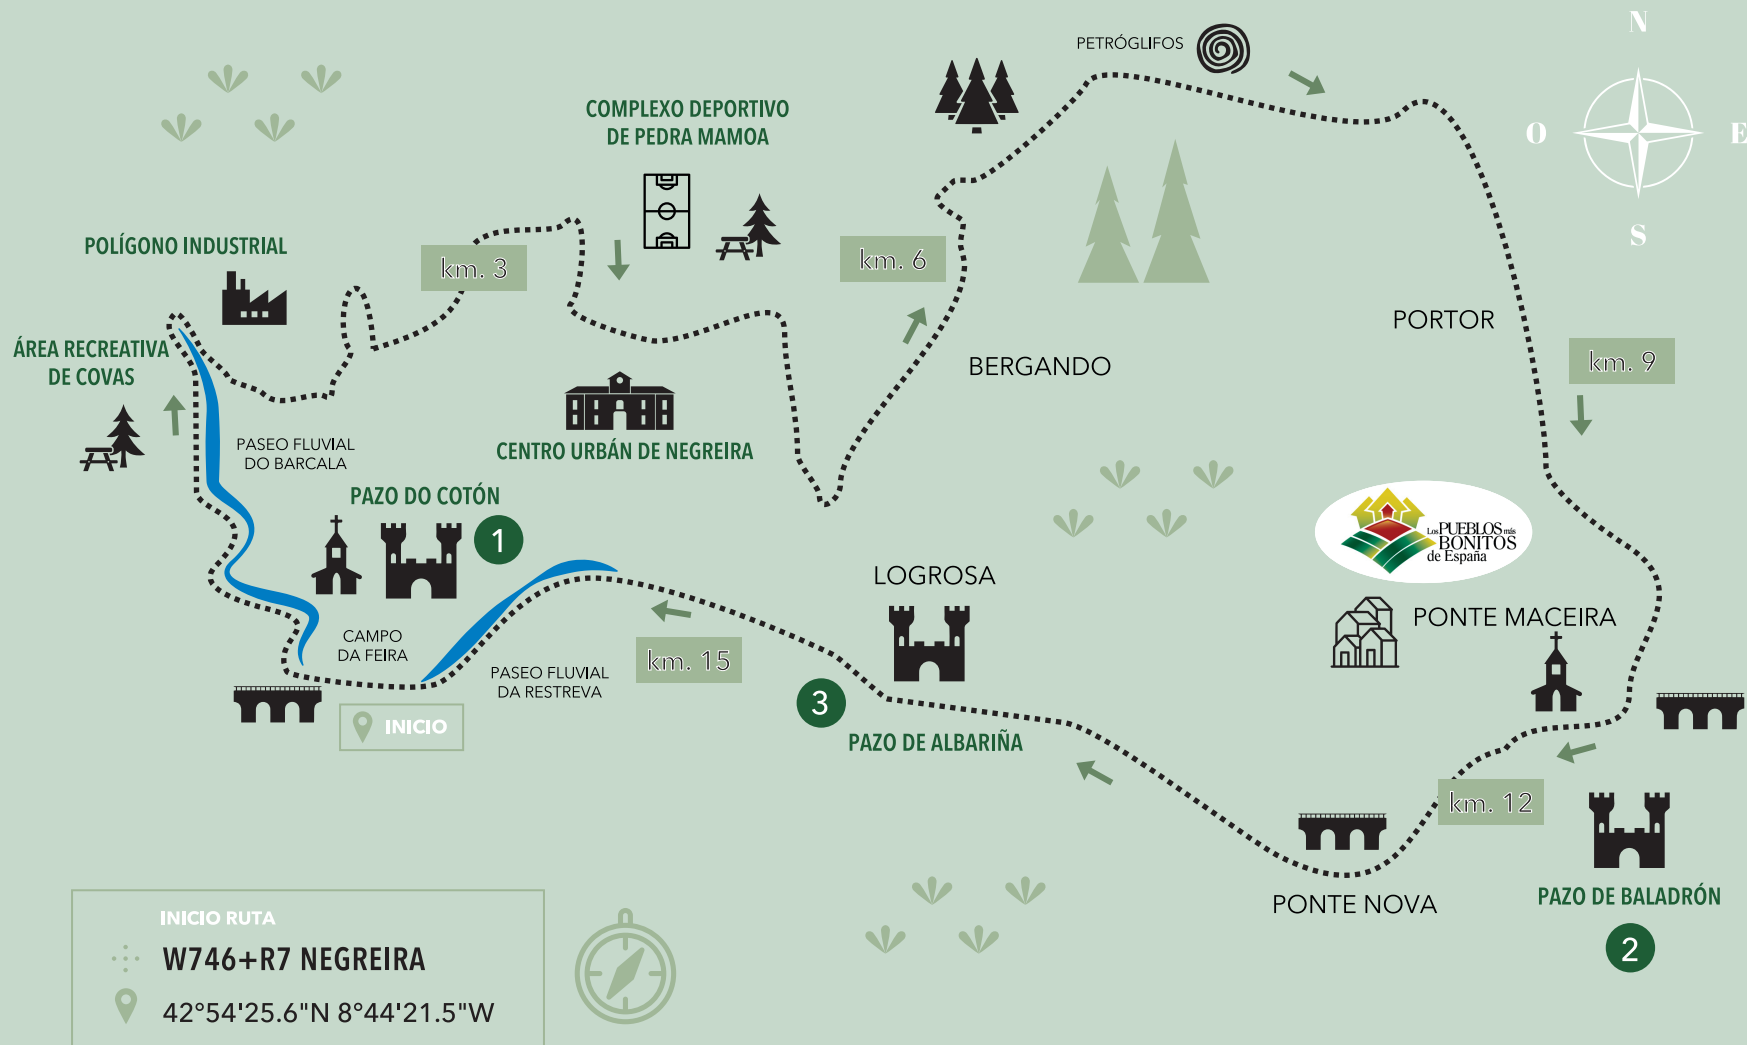 N
PETRÓGLIFOS
COMPLEXO DEPORTIVO
DE PEDRA MAMOA
O
E
S
POLÍGONO INDUSTRIAL
km. 3
km. 6
PORTOR
ÁREA RECREATIVA
DE COVAS
BERGANDO
km. 9
PASEO FLUVIAL
DO BARCALA
CENTRO URBÁN DE NEGREIRA
PAZO DO COTÓN
1
Los PUEBLOS más
BONITOS
de España
LOGROSA
PONTE MACEIRA
CAMPO
DA FEIRA
km. 15
PASEO FLUVIAL
DA RESTREVA
3
INICIO
PAZO DE ALBARIÑA
km. 12
PONTE NOVA
PAZO DE BALADRÓN
2
INICIO RUTA
W746+R7 NEGREIRA
42°54'25.6"N 8°44'21.5"W